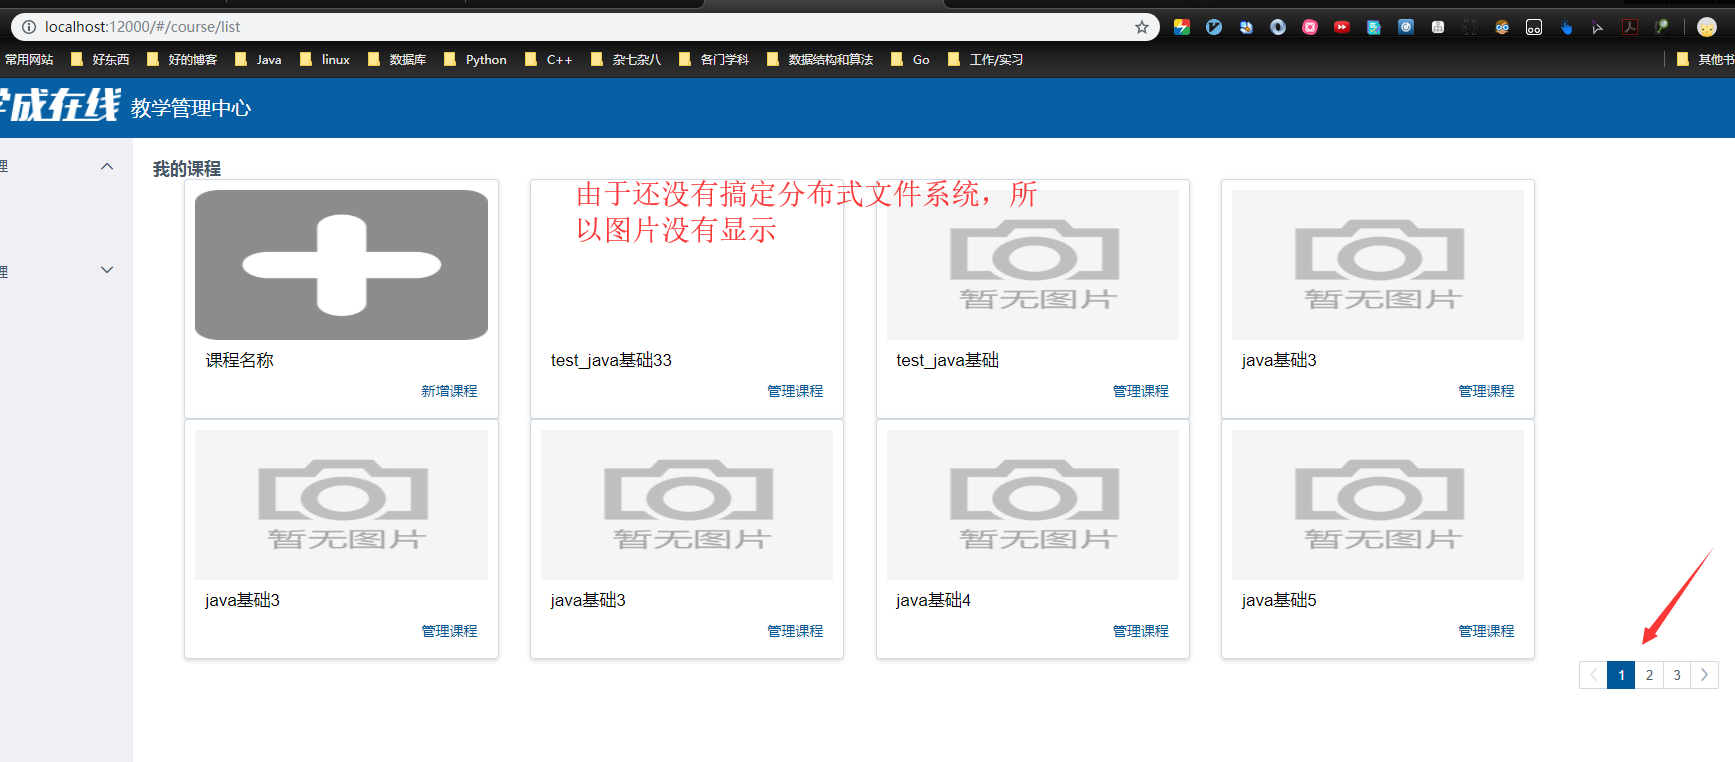 localhost:12000/#/course/list
常用网站 好东西 好的博客 Java linux 数据库 Python C++ 杂七杂八 各门学科 数据结构和算法 Go 工作/实习 其他书
学成在线 教学管理中心
理
理
我的课程
由于还没有搞定分布式文件系统，所
以图片没有显示
暂无图片 暂无图片
课程名称 test_java基础33 test_java基础 java基础3
新增课程 管理课程 管理课程 管理课程
暂无图片 暂无图片 暂无图片 暂无图片
java基础3 java基础3 java基础4 java基础5
管理课程 管理课程 管理课程 管理课程
1 2 3